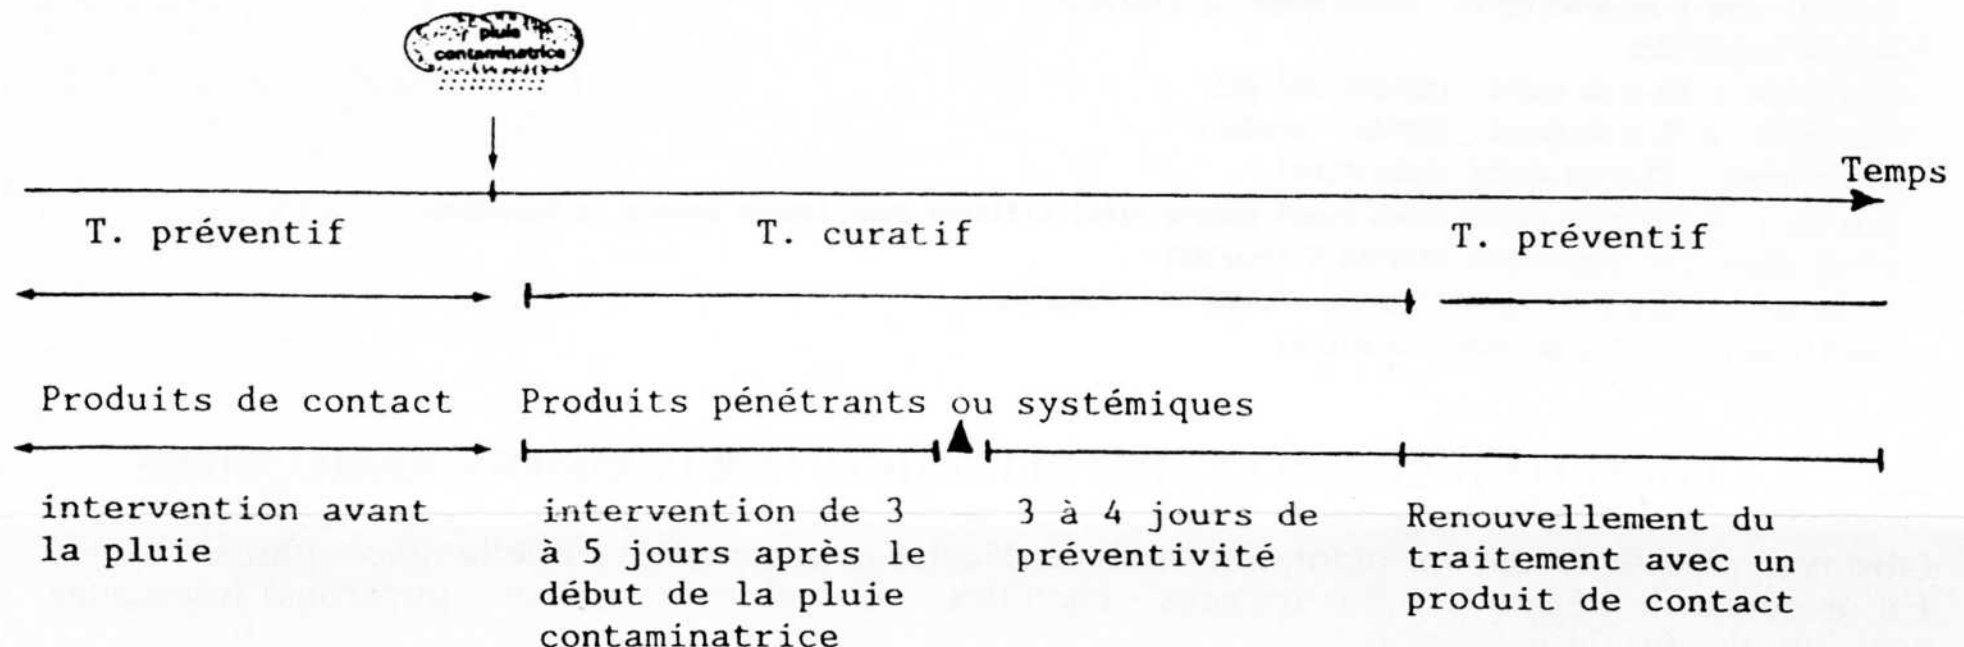 pluie
contaminatrice
Temps
T. préventif
T. curatif
T. préventif
Produits de contact
Produits pénétrants ou systémiques
intervention avant
la pluie
intervention de 3
à 5 jours après le
début de la pluie
contaminatrice
3 à 4 jours de
préventivité
Renouvellement du
traitement avec un
produit de contact